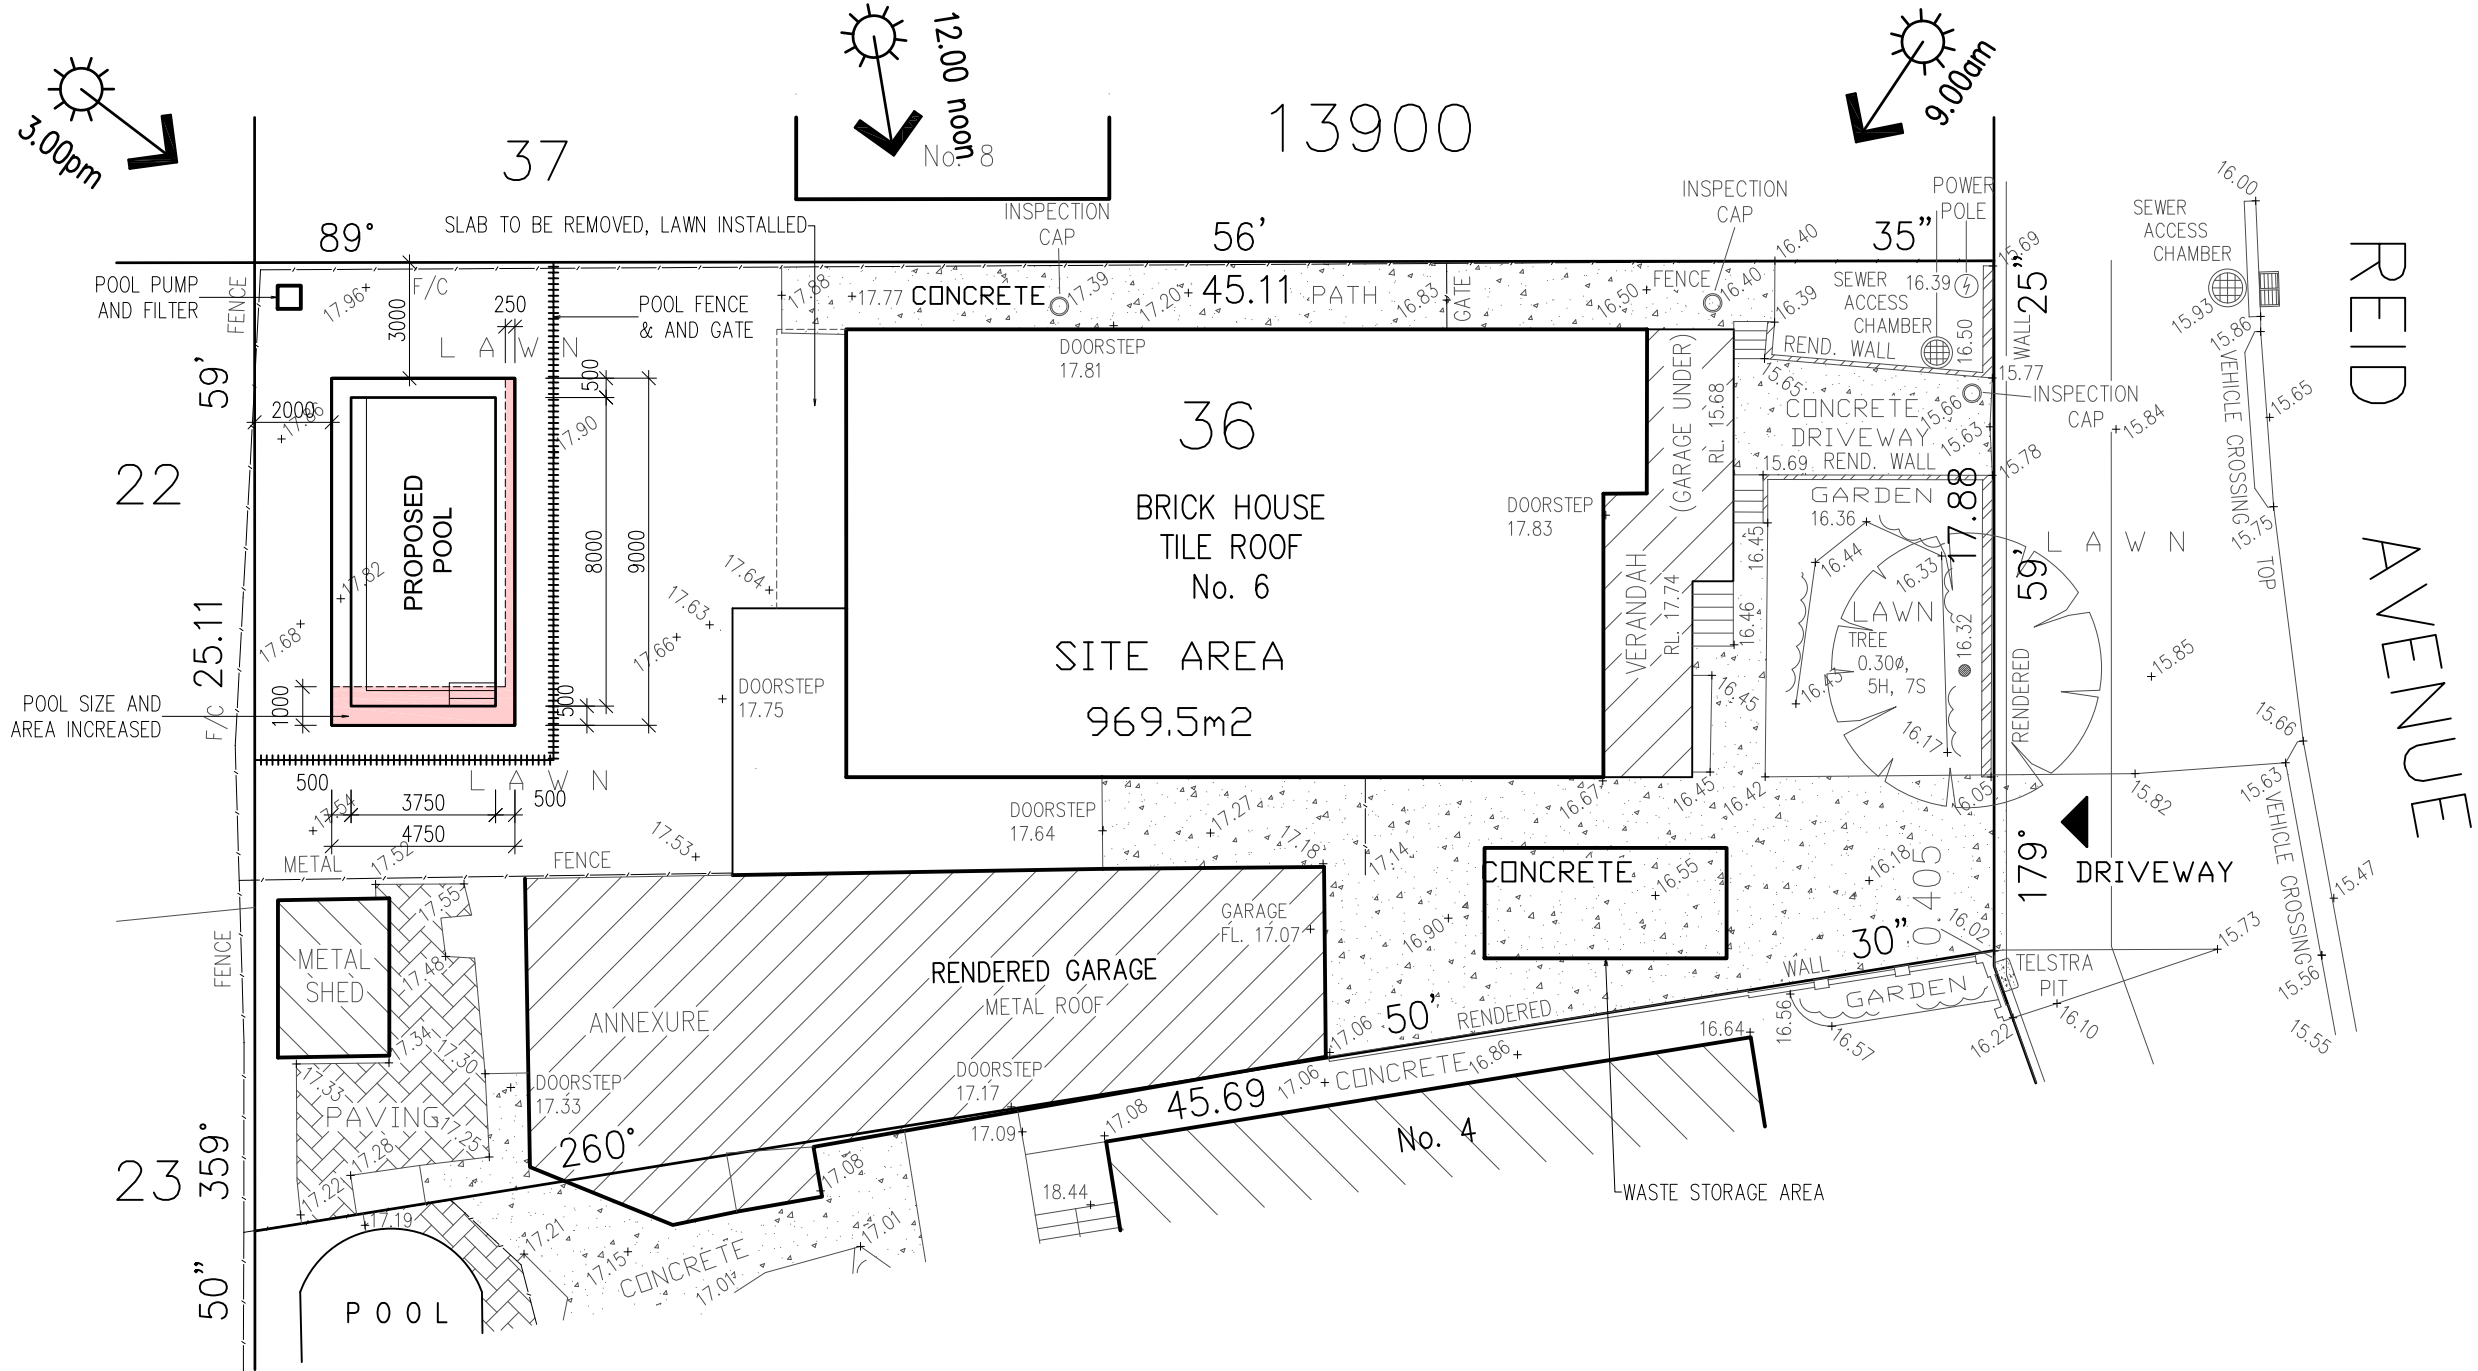 3.00pm
12.00 noon
9.00am
37
No. 8
13900
REID AVENUE
SLAB TO BE REMOVED, LAWN INSTALLED
INSPECTION
CAP
INSPECTION
CAP
POWER
POLE
16.00
SEWER
ACCESS
CHAMBER
89°
56'
35"
16.40
15.69
POOL PUMP
AND FILTER
FENCE
17.96
F/C
3000
250
POOL FENCE
& AND GATE
17.88
17.77
CONCRETE
17.39
17.20
45.11
PATH
16.83
GATE
16.50
FENCE
16.40
16.39
SEWER
ACCESS
CHAMBER
16.39
16.50
25"
WALL
15.93
15.86
LAWN
DOORSTEP
17.81
(GARAGE UNDER)
RL. 15.68
REND. WALL
15.65
15.77
INSPECTION
CAP
VEHICLE CROSSING
15.65
59'
2000
17.86
500
17.90
36
CONCRETE
DRIVEWAY
15.66
15.63
15.84
15.69
REND. WALL
15.78
22
PROPOSED
POOL
8000
9000
BRICK HOUSE
TILE ROOF
No. 6
DOORSTEP
17.83
GARDEN
16.36
17.88
LAWN
15.75
TOP
17.82
17.64
17.63
17.66
VERANDAH
RL. 17.74
16.45
16.44
16.33
59'
25.11
17.68
SITE AREA
969.5m2
16.46
LAWN
TREE
0.30ø,
5H, 7S
16.32
15.85
POOL SIZE AND
AREA INCREASED
F/C
1000
500
DOORSTEP
17.75
16.45
16.43
16.17
RENDERED
15.66
500
LAWN
3750
500
4750
17.54
17.52
17.53
METAL
FENCE
DOORSTEP
17.64
17.27
17.18
17.14
16.67
16.45
16.42
16.05
15.82
15.63
VEHICLE CROSSING
179°
DRIVEWAY
15.47
CONCRETE
16.55
16.18
0.405
FENCE
METAL
SHED
17.55
17.48
17.34
17.30
17.33
PAVING
17.25
17.28
17.22
17.19
ANNEXURE
RENDERED GARAGE
METAL ROOF
GARAGE
FL. 17.07
16.90
30"
16.02
15.73
WALL
TELSTRA
PIT
GARDEN
15.56
15.55
50'
RENDERED
17.06
16.56
16.57
16.22
16.10
DOORSTEP
17.33
DOORSTEP
17.17
17.09
17.08
45.69
17.06
CONCRETE
16.86
16.64
No. 4
260°
17.08
18.44
WASTE STORAGE AREA
23
359°
50"
17.21
17.15
CONCRETE
17.01
17.01
POOL